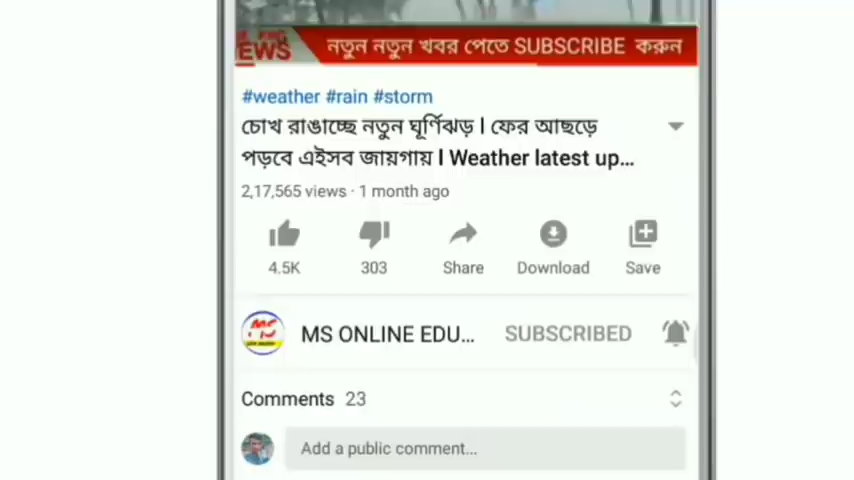 EWS
নতুন নতুন খবর পেতে SUBSCRIBE করুন
#weather #rain #storm
চোখ রাঙাচ্ছে নতুন ঘূর্ণিঝড় l ফের আছড়ে
পড়বে এইসব জায়গায় l Weather latest up...
2,17,565 views · 1 month ago
4.5K 303 Share Download Save
MS ONLINE EDU... SUBSCRIBED
Comments 23
Add a public comment...